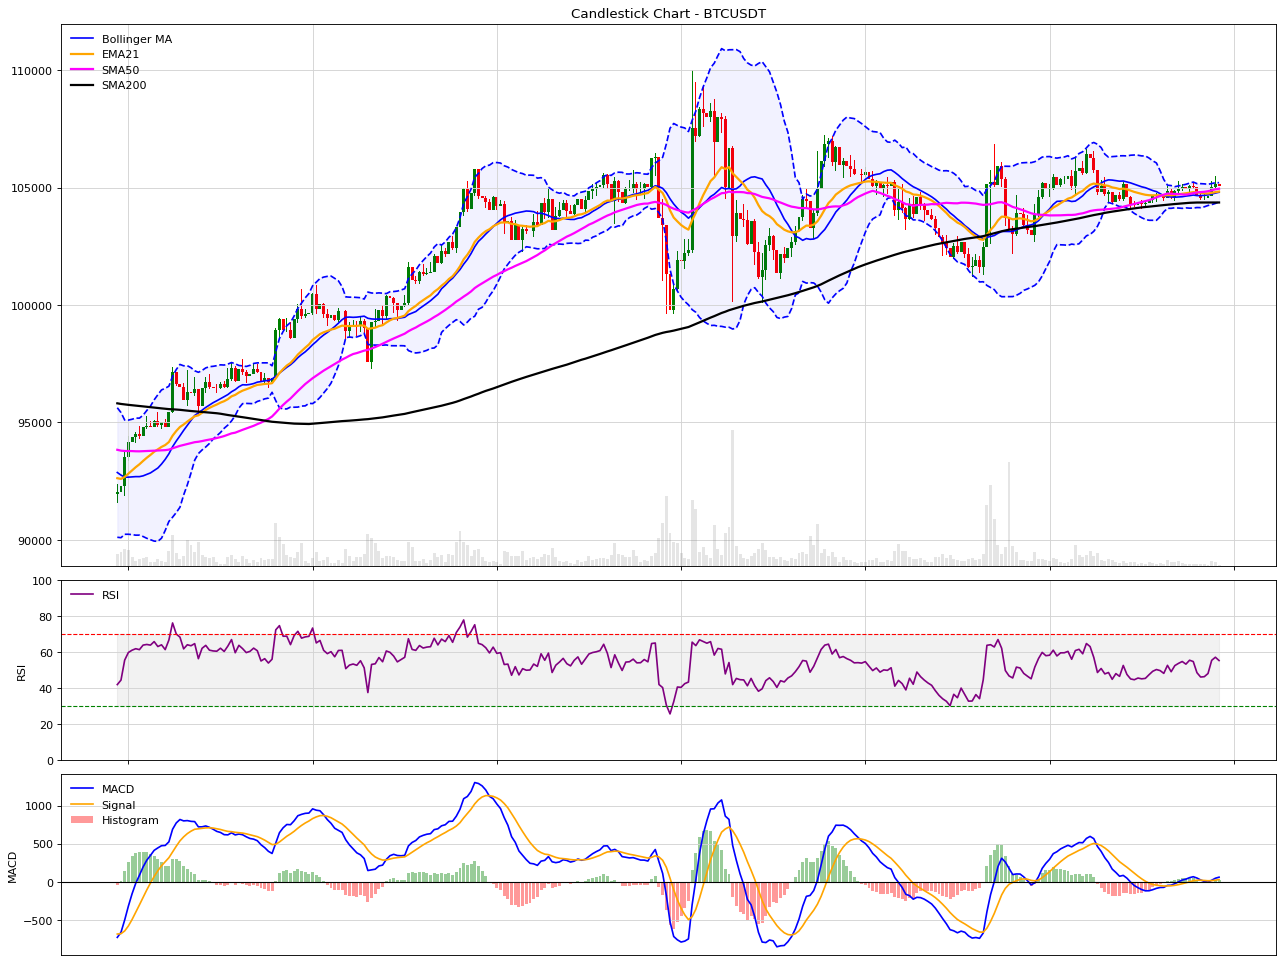 Candlestick Chart - BTCUSDT
Bollinger MA
EMA21
SMA50
SMA200
110000
105000
100000
95000
90000
RSI
100
80
60
40
20
0
RSI
MACD
Signal
Histogram
1000
500
0
−500
MACD